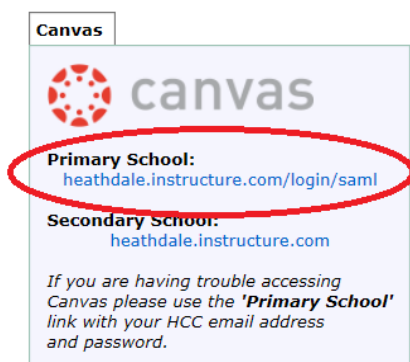 Canvas
canvas
Primary School:
heathdale.instructure.com/login/saml
Secondary School:
heathdale.instructure.com
If you are having trouble accessing
Canvas please use the 'Primary School'
link with your HCC email address
and password.